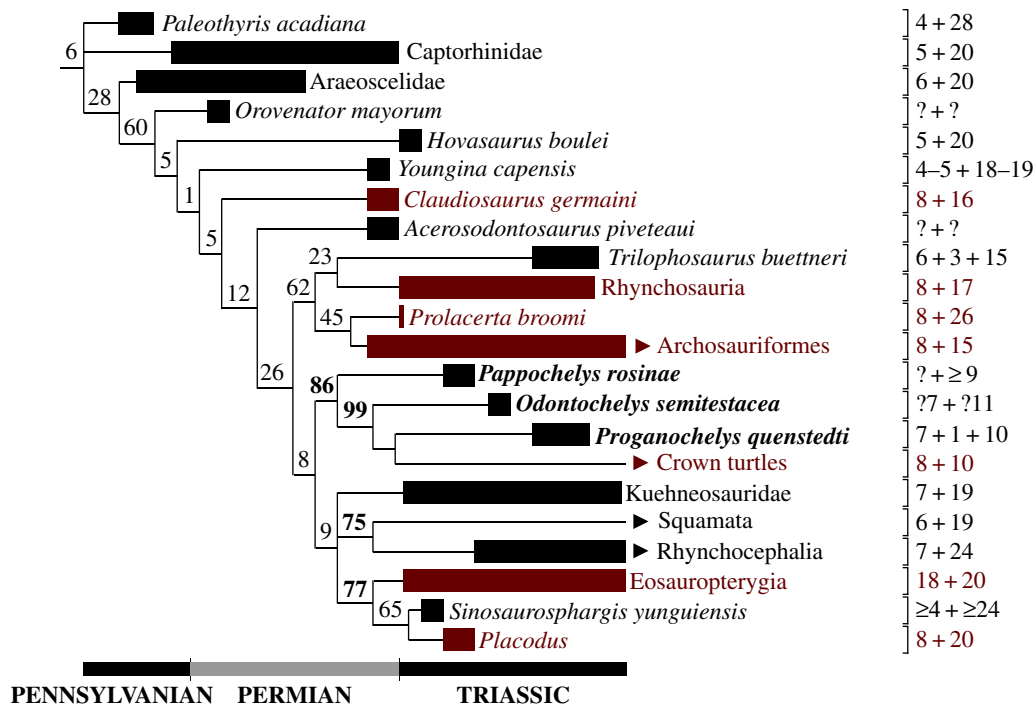 Paleothyris acadiana 4 + 28
6 Captorhinidae 5 + 20
Araeoscelidae 6 + 20
28 Orovenator mayorum ? + ?
60 Hovasaurus boulei 5 + 20
5 Youngina capensis 4–5 + 18–19
1 Claudiosaurus germaini 8 + 16
5 Acerosodontosaurus piveteaui ? + ?
23 Trilophosaurus buettneri 6 + 3 + 15
12 62 Rhynchosauria 8 + 17
45 Prolacerta broomi 8 + 26
► Archosauriformes 8 + 15
26 86 Pappochelys rosinae ? + ≥ 9
99 Odontochelys semitestacea ?7 + ?11
Proganochelys quenstedti 7 + 1 + 10
8 ► Crown turtles 8 + 10
Kuehneosauridae 7 + 19
9 75 ► Squamata 6 + 19
► Rhynchocephalia 7 + 24
77 Eosauropterygia 18 + 20
65 Sinosaurosphargis yunguiensis ≥4 + ≥24
Placodus 8 + 20
PENNSYLVANIAN PERMIAN TRIASSIC